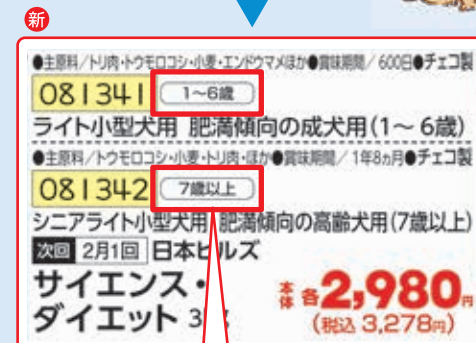 新
●主原料/トリ肉・トウモロコシ・小麦・エンドウマメほか●賞味期間/600日●チェコ製
081341 1~6歳
ライト小型犬用 肥満傾向の成犬用(1~6歳)
●主原料/トウモロコシ・小麦・トリ肉・ほか●賞味期間/1年8ヵ月●チェコ製
081342 7歳以上
シニアライト小型犬用 肥満傾向の高齢犬用(7歳以上)
次回 2月1回 日本ヒルズ
サイエンス・
ダイエット 3
本体 各2,980円
(税込 3,278円)